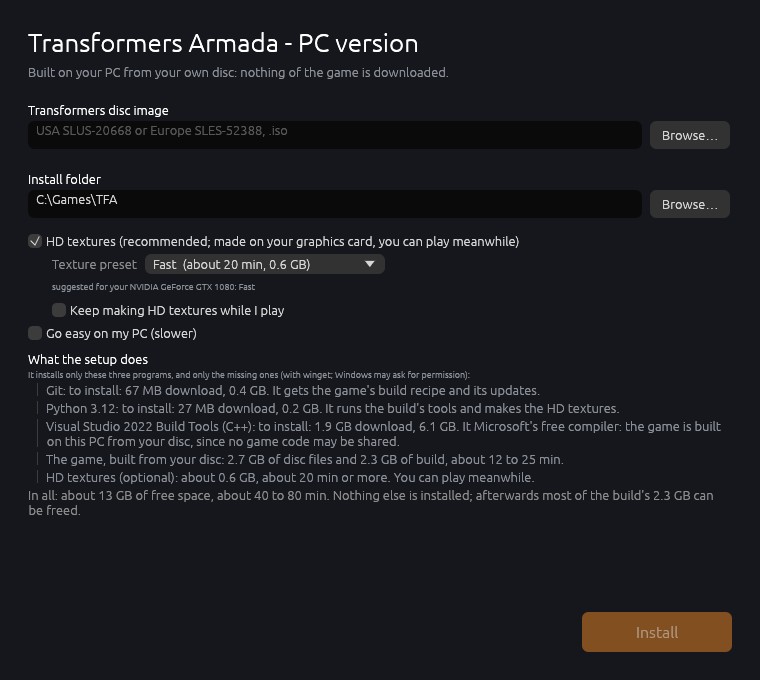 Transformers Armada - PC version
Built on your PC from your own disc: nothing of the game is downloaded.
Transformers disc image
USA SLUS-20668 or Europe SLES-52388, .iso
Browse...
Install folder
C:\Games\TFA
Browse...
HD textures (recommended; made on your graphics card, you can play meanwhile)
Texture preset
Fast (about 20 min, 0.6 GB)
suggested for your NVIDIA GeForce GTX 1080: Fast
Keep making HD textures while I play
Go easy on my PC (slower)
What the setup does
It installs only these three programs, and only the missing ones (with winget; Windows may ask for permission):
Git: to install: 67 MB download, 0.4 GB. It gets the game's build recipe and its updates.
Python 3.12: to install: 27 MB download, 0.2 GB. It runs the build's tools and makes the HD textures.
Visual Studio 2022 Build Tools (C++): to install: 1.9 GB download, 6.1 GB. It Microsoft's free compiler: the game is built
on this PC from your disc, since no game code may be shared.
The game, built from your disc: 2.7 GB of disc files and 2.3 GB of build, about 12 to 25 min.
HD textures (optional): about 0.6 GB, about 20 min or more. You can play meanwhile.
In all: about 13 GB of free space, about 40 to 80 min. Nothing else is installed; afterwards most of the build's 2.3 GB can
be freed.
Install